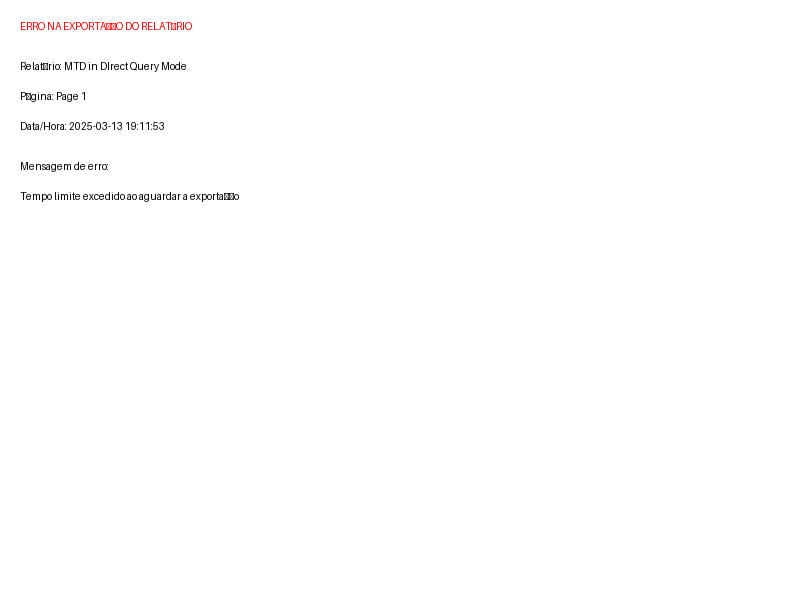 ERRO NA EXPORTA☒☒O DO RELAT☒RIO
Relat☒rio: MTD in DIrect Query Mode
P☒gina: Page 1
Data/Hora: 2025-03-13 19:11:53
Mensagem de erro:
Tempo limite excedido ao aguardar a exporta☒☒o